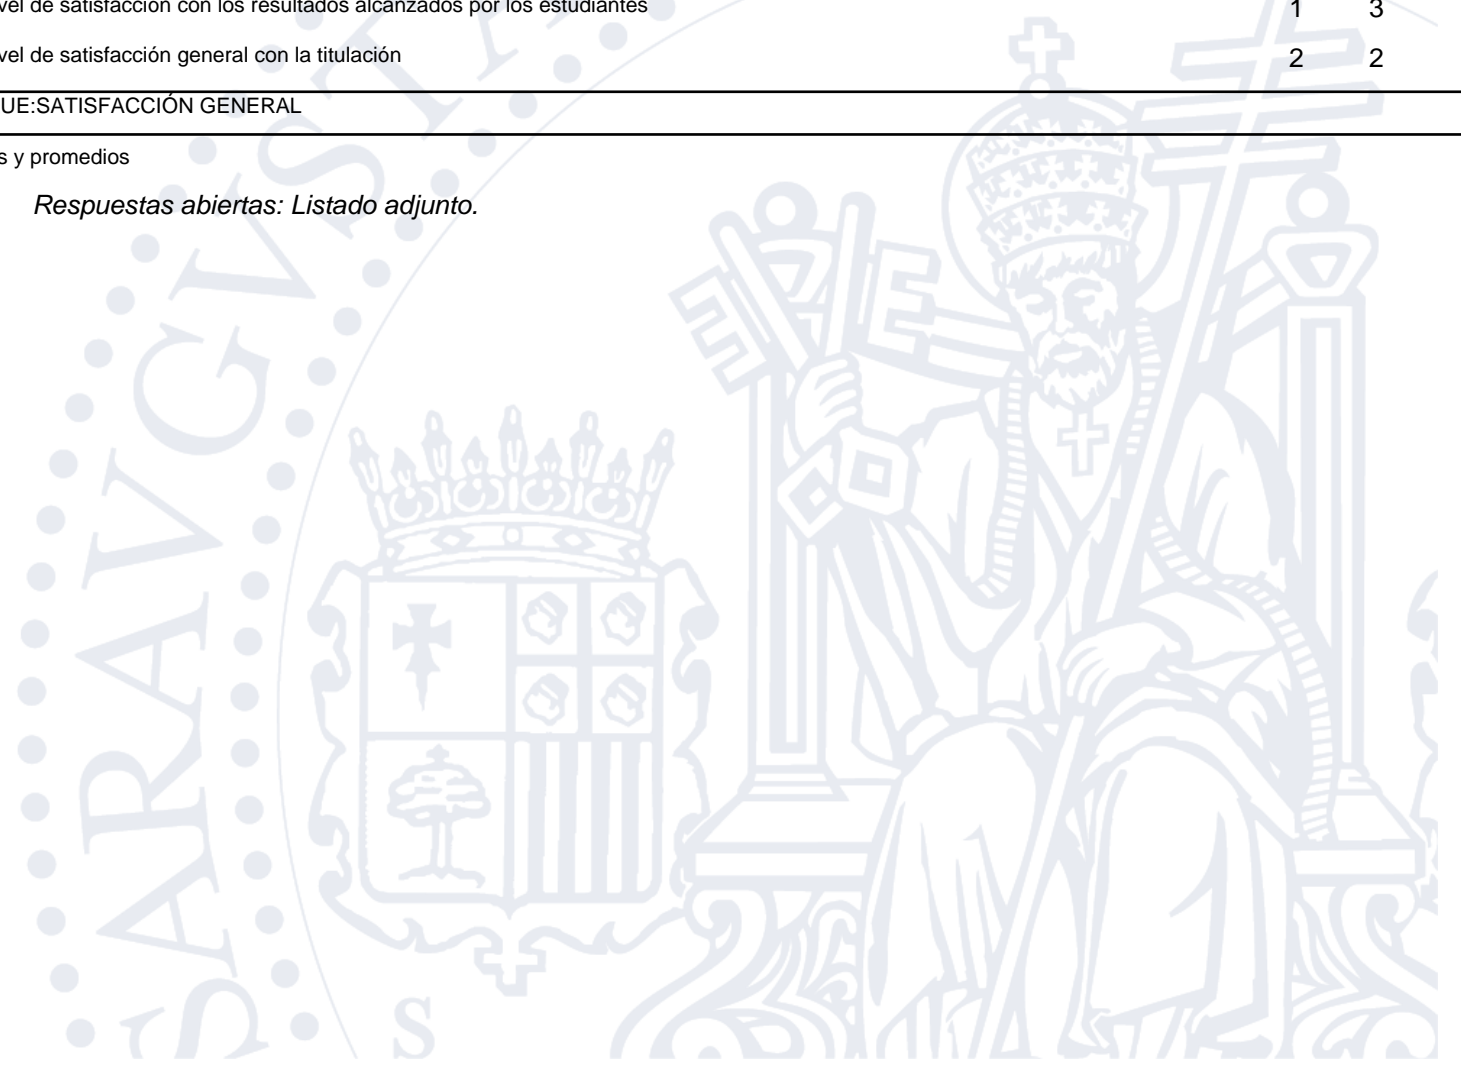 vel de satisfacción con los resultados alcanzados por los estudiantes 1 3
vel de satisfacción general con la titulación 2 2
UE:SATISFACCIÓN GENERAL
s y promedios
Respuestas abiertas: Listado adjunto.
SARAVGVSTA
S